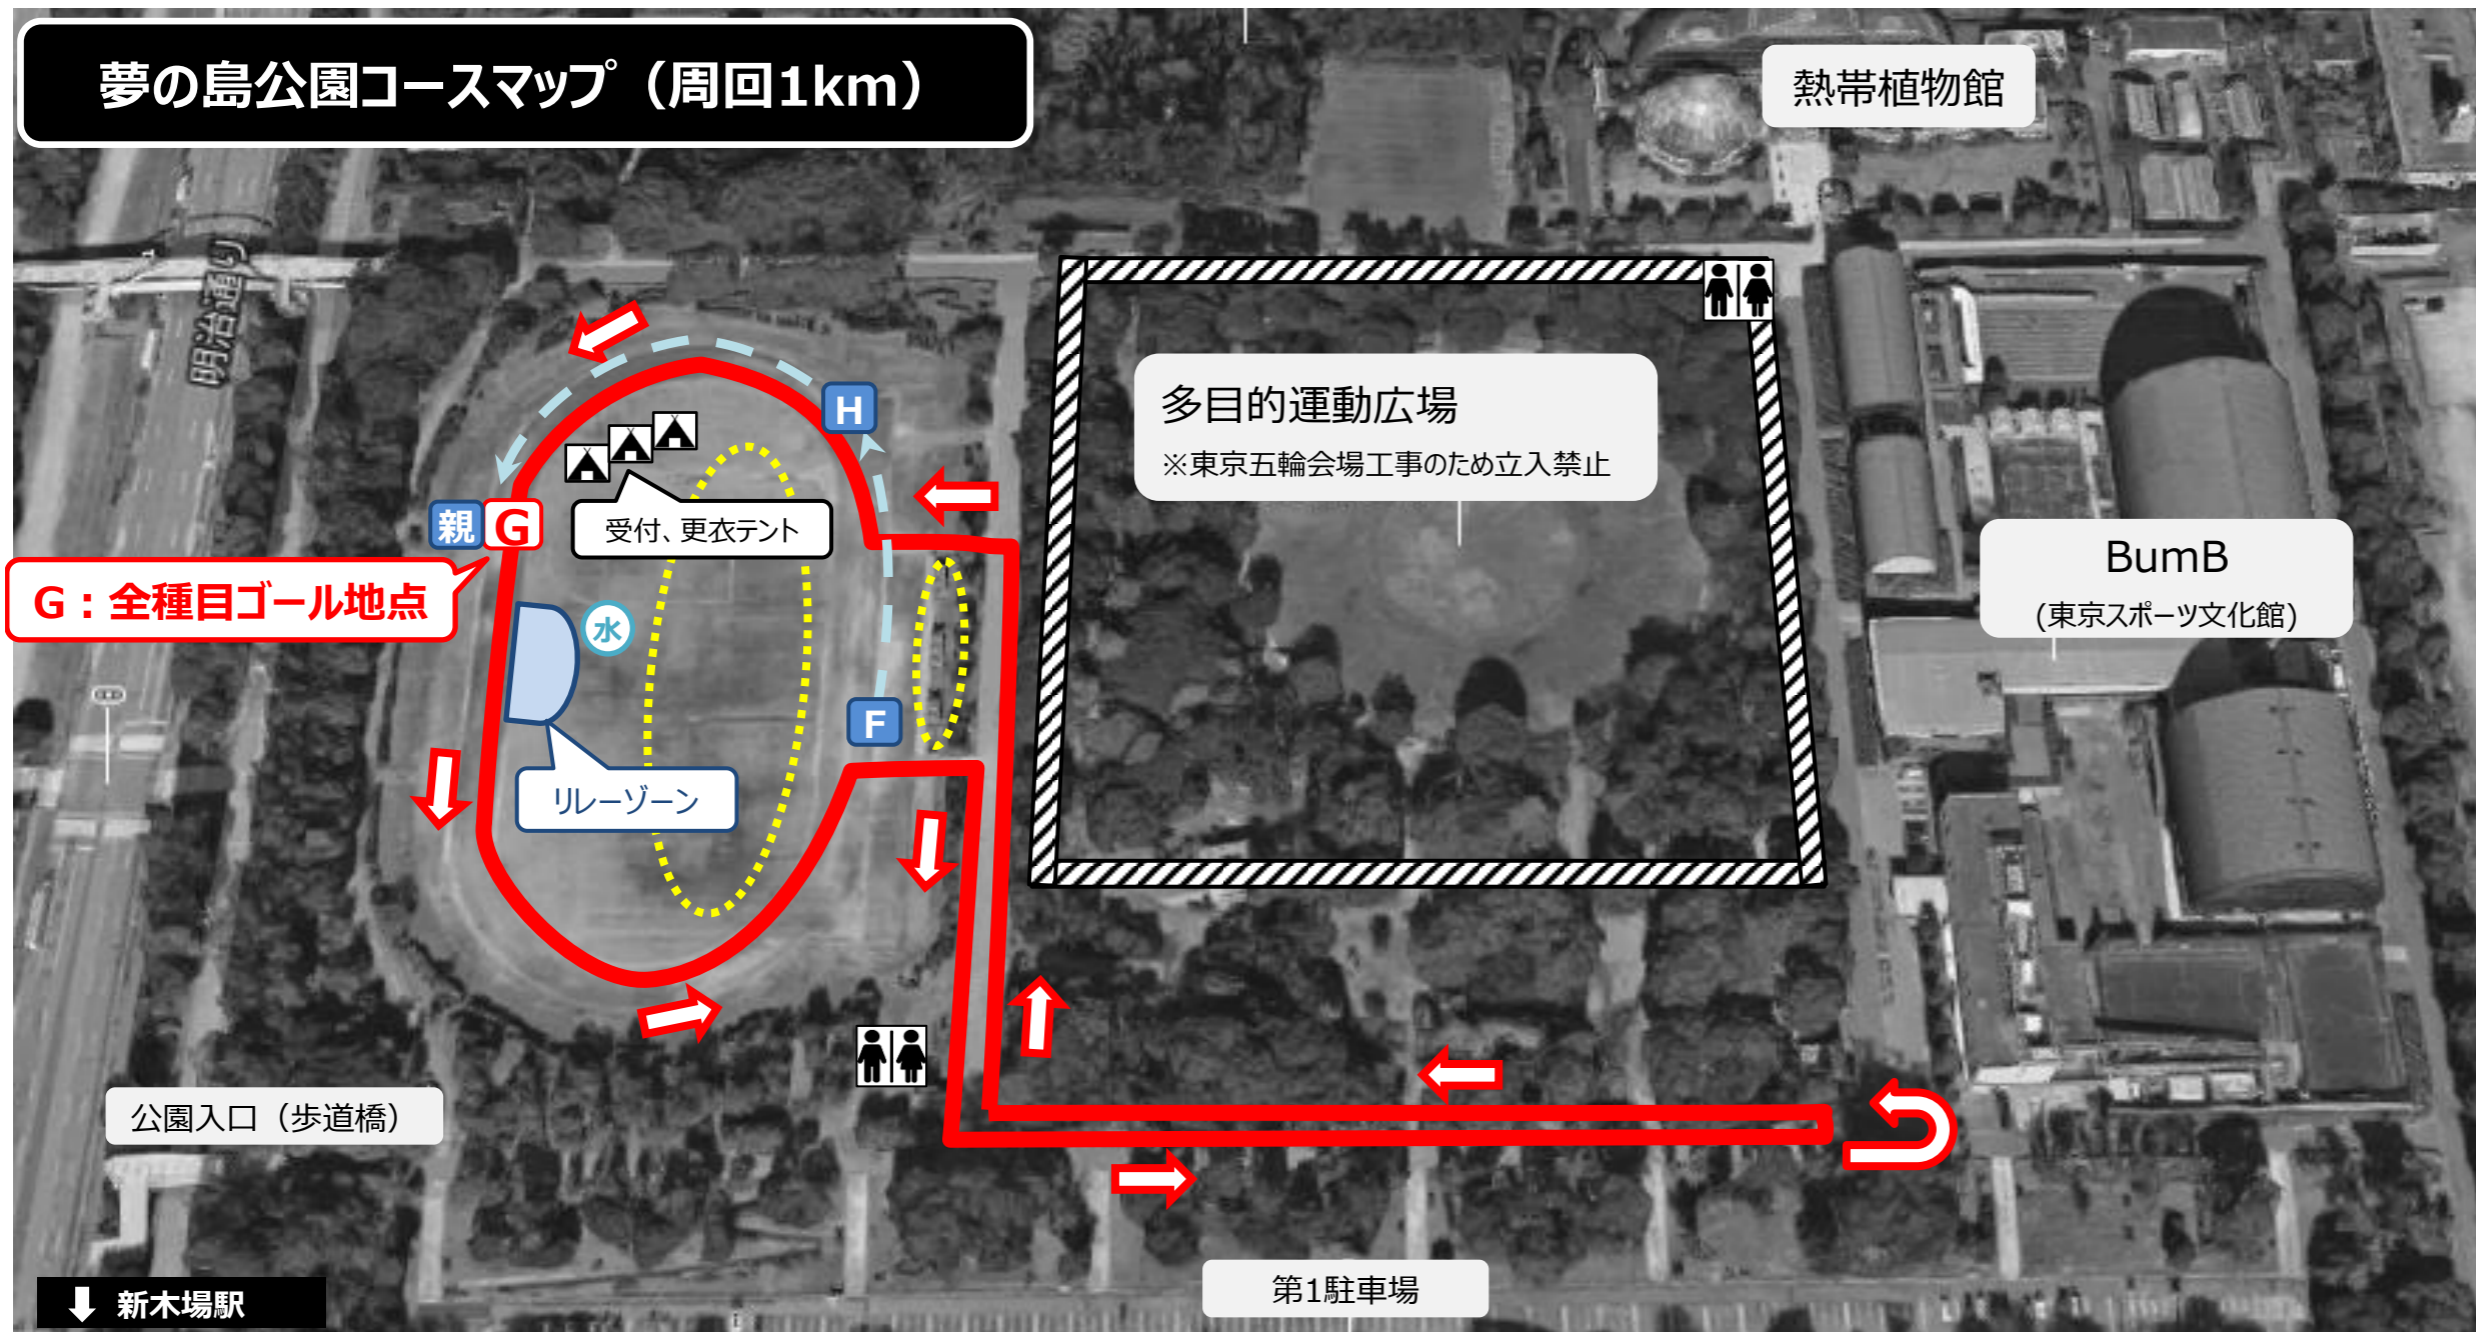 夢の島公園コースマップ（周回1km）
熱帯植物館
明治通り
多目的運動広場
※東京五輪会場工事のため立入禁止
H
親
G
受付、更衣テント
BumB
(東京スポーツ文化館)
G：全種目ゴール地点
水
F
リレーゾーン
公園入口（歩道橋）
第1駐車場
新木場駅